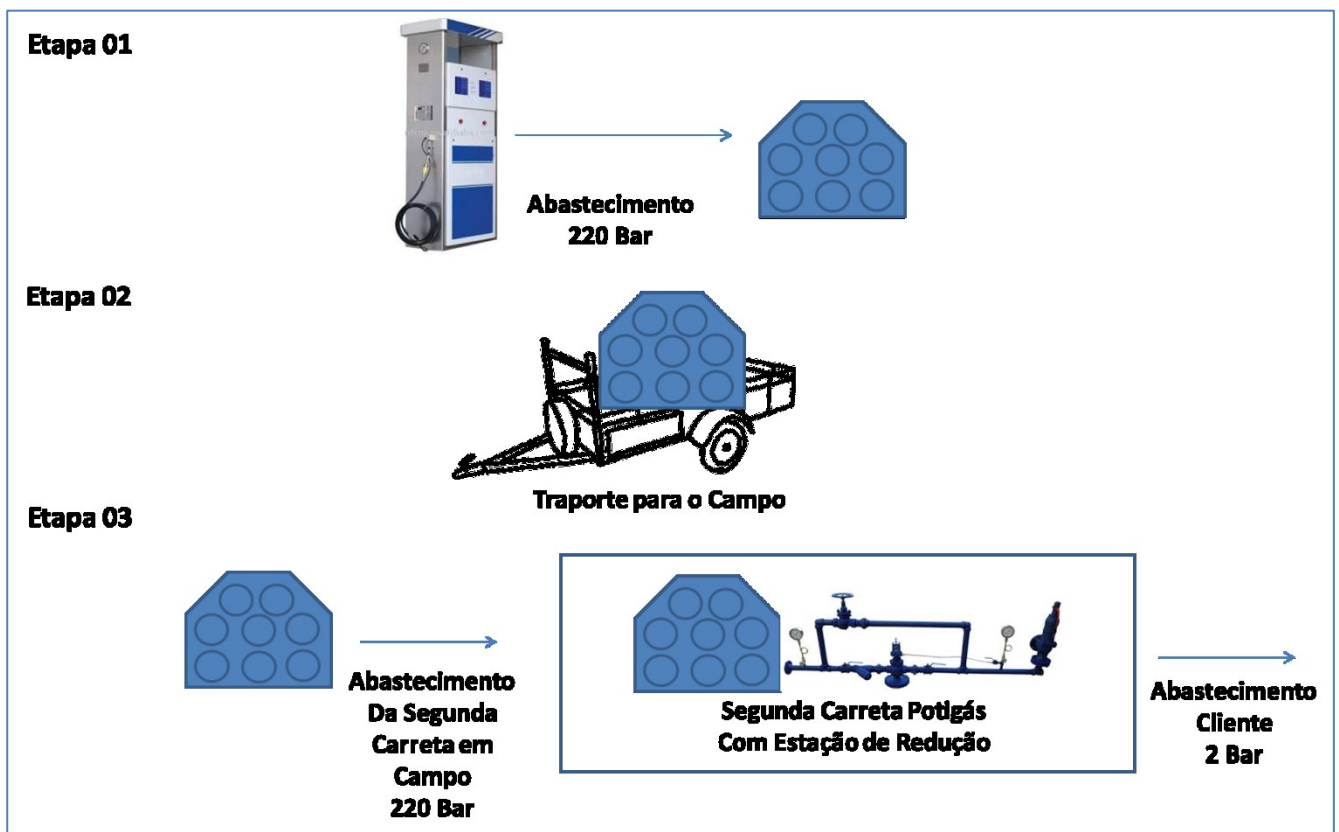 Etapa 01
Abastecimento
220 Bar
Etapa 02
Traporte para o Campo
Etapa 03
Abastecimento
Da Segunda
Carreta em
Campo
220 Bar
Segunda Carreta Potigás
Com Estação de Redução
Abastecimento
Cliente
2 Bar